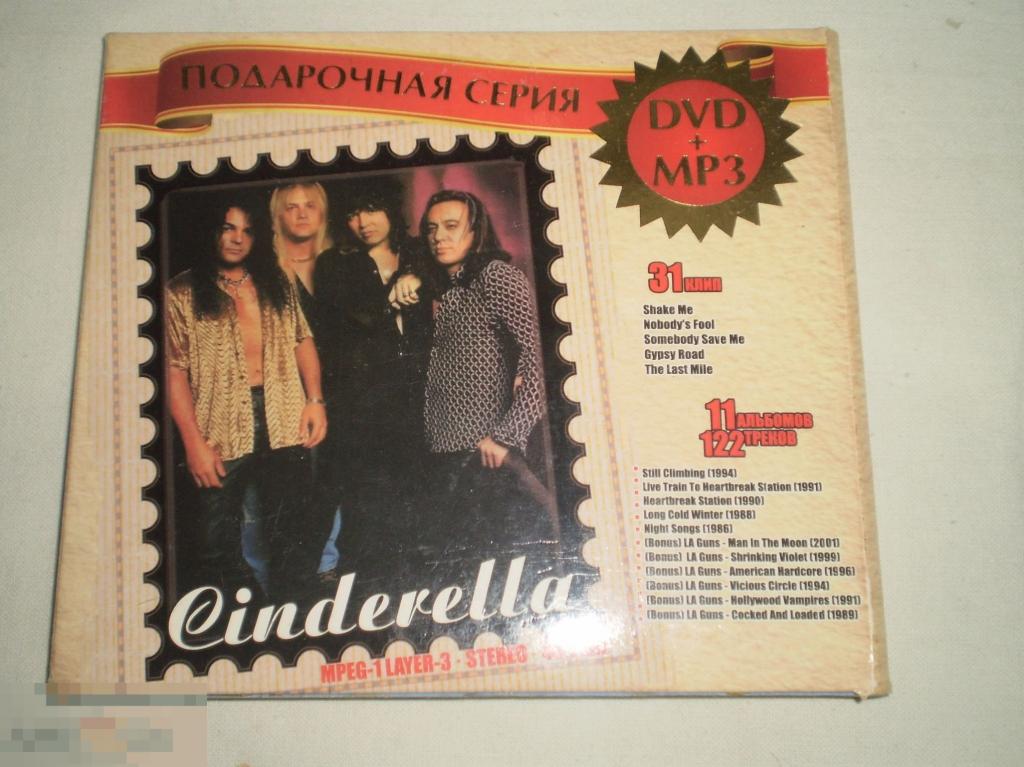 ПОДАРОЧНАЯ СЕРИЯ
DVD
+
MP3
31 КЛИП
Shake Me
Nobody's Fool
Somebody Save Me
Gypsy Road
The Last Mile
11 АЛЬБОМОВ
122 ТРЕКОВ
Still Climbing (1994)
Live Train To Heartbreak Station (1991)
Heartbreak Station (1990)
Long Cold Winter (1988)
Night Songs (1986)
(Bonus) LA Guns - Man In The Moon (2001)
(Bonus) LA Guns - Shrinking Violet (1999)
(Bonus) LA Guns - American Hardcore (1996)
(Bonus) LA Guns - Vicious Circle (1994)
(Bonus) LA Guns - Hollywood Vampires (1991)
(Bonus) LA Guns - Cocked And Loaded (1989)
Cinderella
MPEG-1 LAYER-3 · STEREO ·